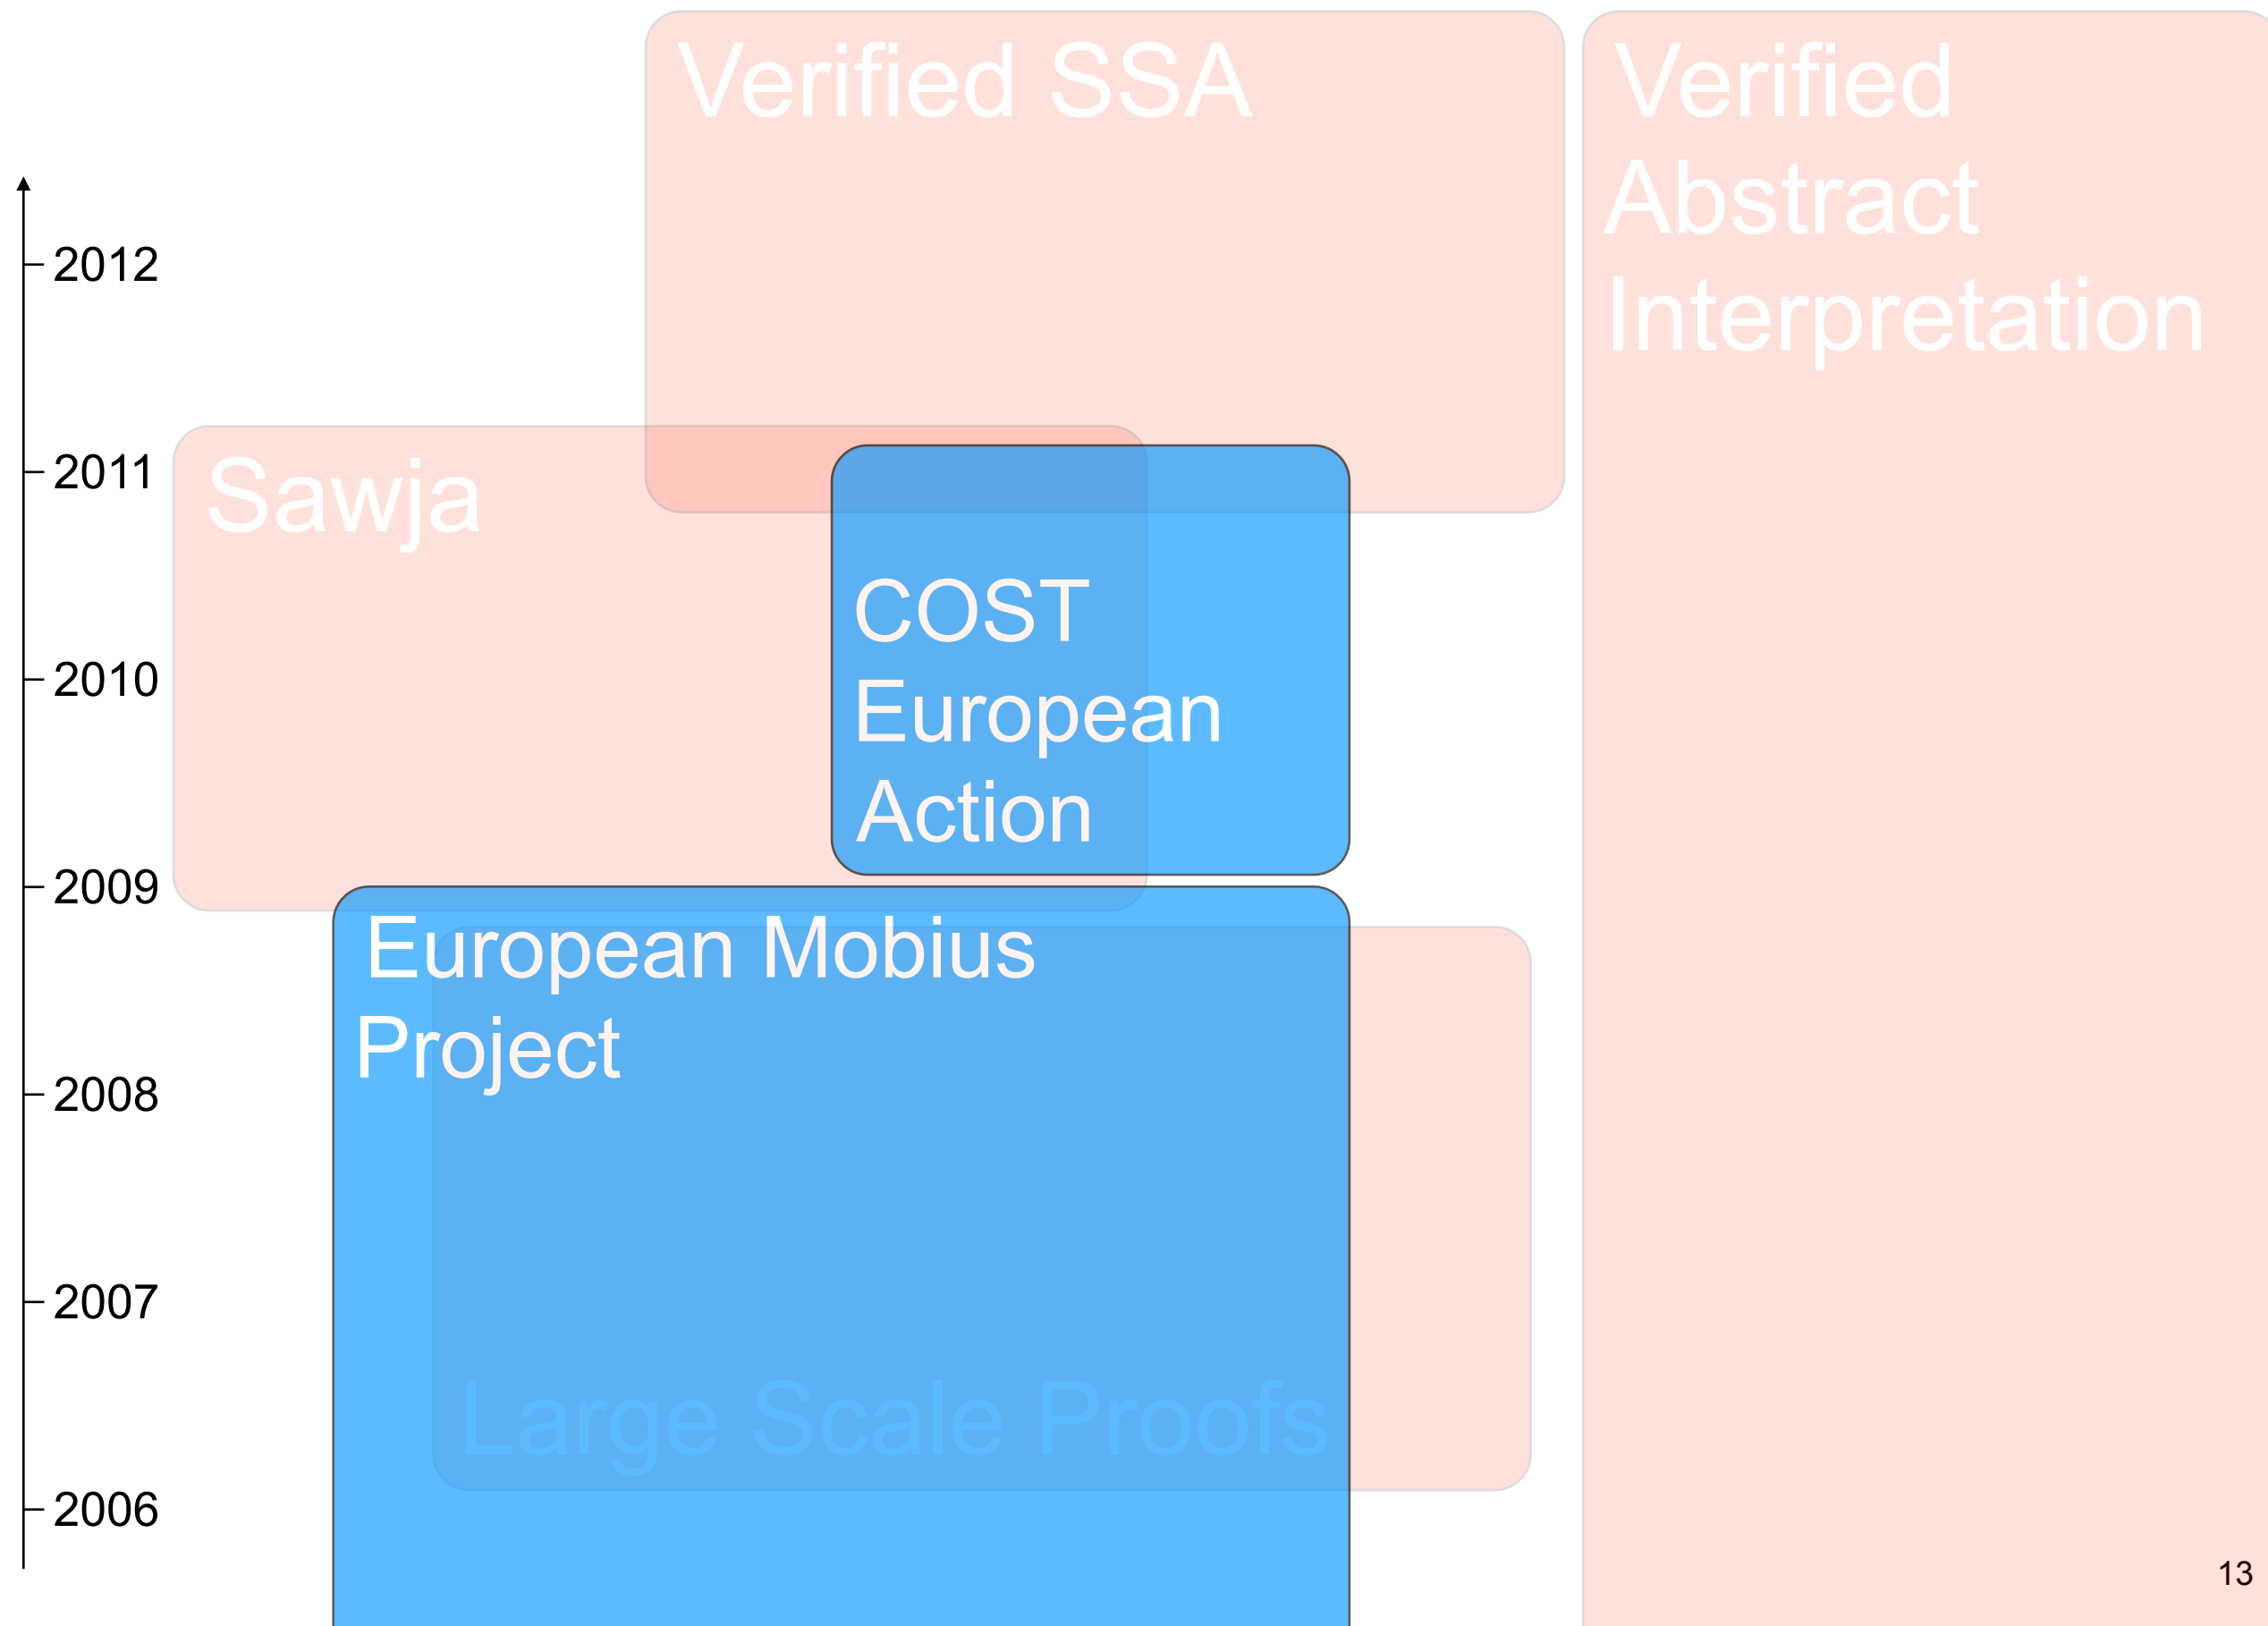 Verified SSA
Verified
Abstract
Interpretation
2012
2011
Sawja
COST
European
Action
2010
2009
European Mobius
Project
2008
2007
Large Scale Proofs
2006
13